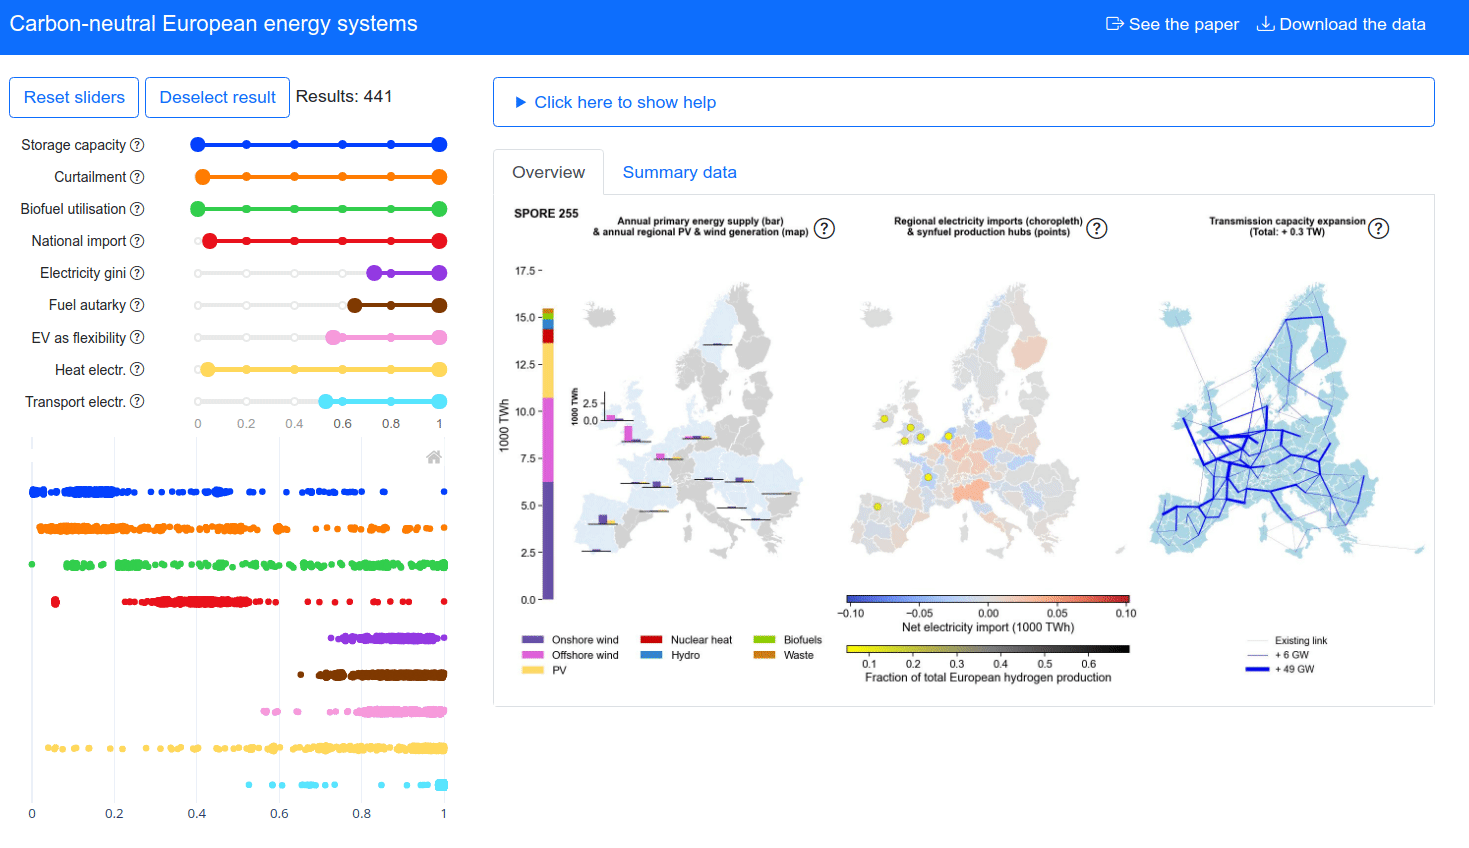 Carbon-neutral European energy systems
See the paper
Download the data
Reset sliders
Deselect result
Results: 441
Click here to show help
Storage capacity ?
Curtailment ?
Biofuel utilisation ?
National import ?
Electricity gini ?
Fuel autarky ?
EV as flexibility ?
Heat electr. ?
Transport electr. ?
0 0.2 0.4 0.6 0.8 1
0 0.2 0.4 0.6 0.8 1
Overview
Summary data
SPORE 255
Annual primary energy supply (bar)
& annual regional PV & wind generation (map)
?
Regional electricity imports (choropleth)
& synfuel production hubs (points)
?
Transmission capacity expansion
(Total: + 0.3 TW)
?
17.5
15.0
12.5
10.0
7.5
5.0
2.5
0.0
1000 TWh
1000 TWh
2.5
0.0
Onshore wind
Offshore wind
PV
Nuclear heat
Hydro
Biofuels
Waste
−0.10 −0.05 0.00 0.05 0.10
Net electricity import (1000 TWh)
0.1 0.2 0.3 0.4 0.5 0.6
Fraction of total European hydrogen production
Existing link
+ 6 GW
+ 49 GW